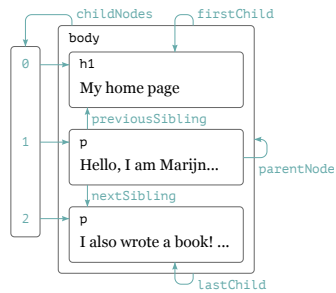 childNodes firstChild
body
0 h1
My home page
previousSibling
1 p
Hello, I am Marijn...
parentNode
nextSibling
2 p
I also wrote a book! ...
lastChild